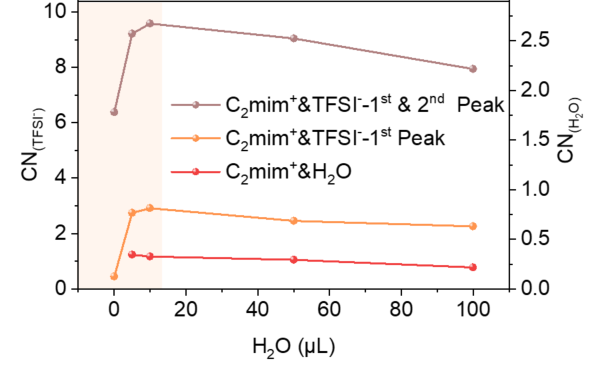 10
8
6
4
2
0
CN(TFSI⁻)
2.5
2.0
1.5
1.0
0.5
0.0
CN(H₂O)
C₂mim⁺&TFSI⁻-1ˢᵗ & 2ⁿᵈ Peak
C₂mim⁺&TFSI⁻-1ˢᵗ Peak
C₂mim⁺&H₂O
0 20 40 60 80 100
H₂O (μL)